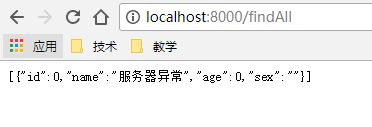 localhost:8000/findAll
应用 技术 教学
[{"id":0,"name":"服务器异常","age":0,"sex":""}]